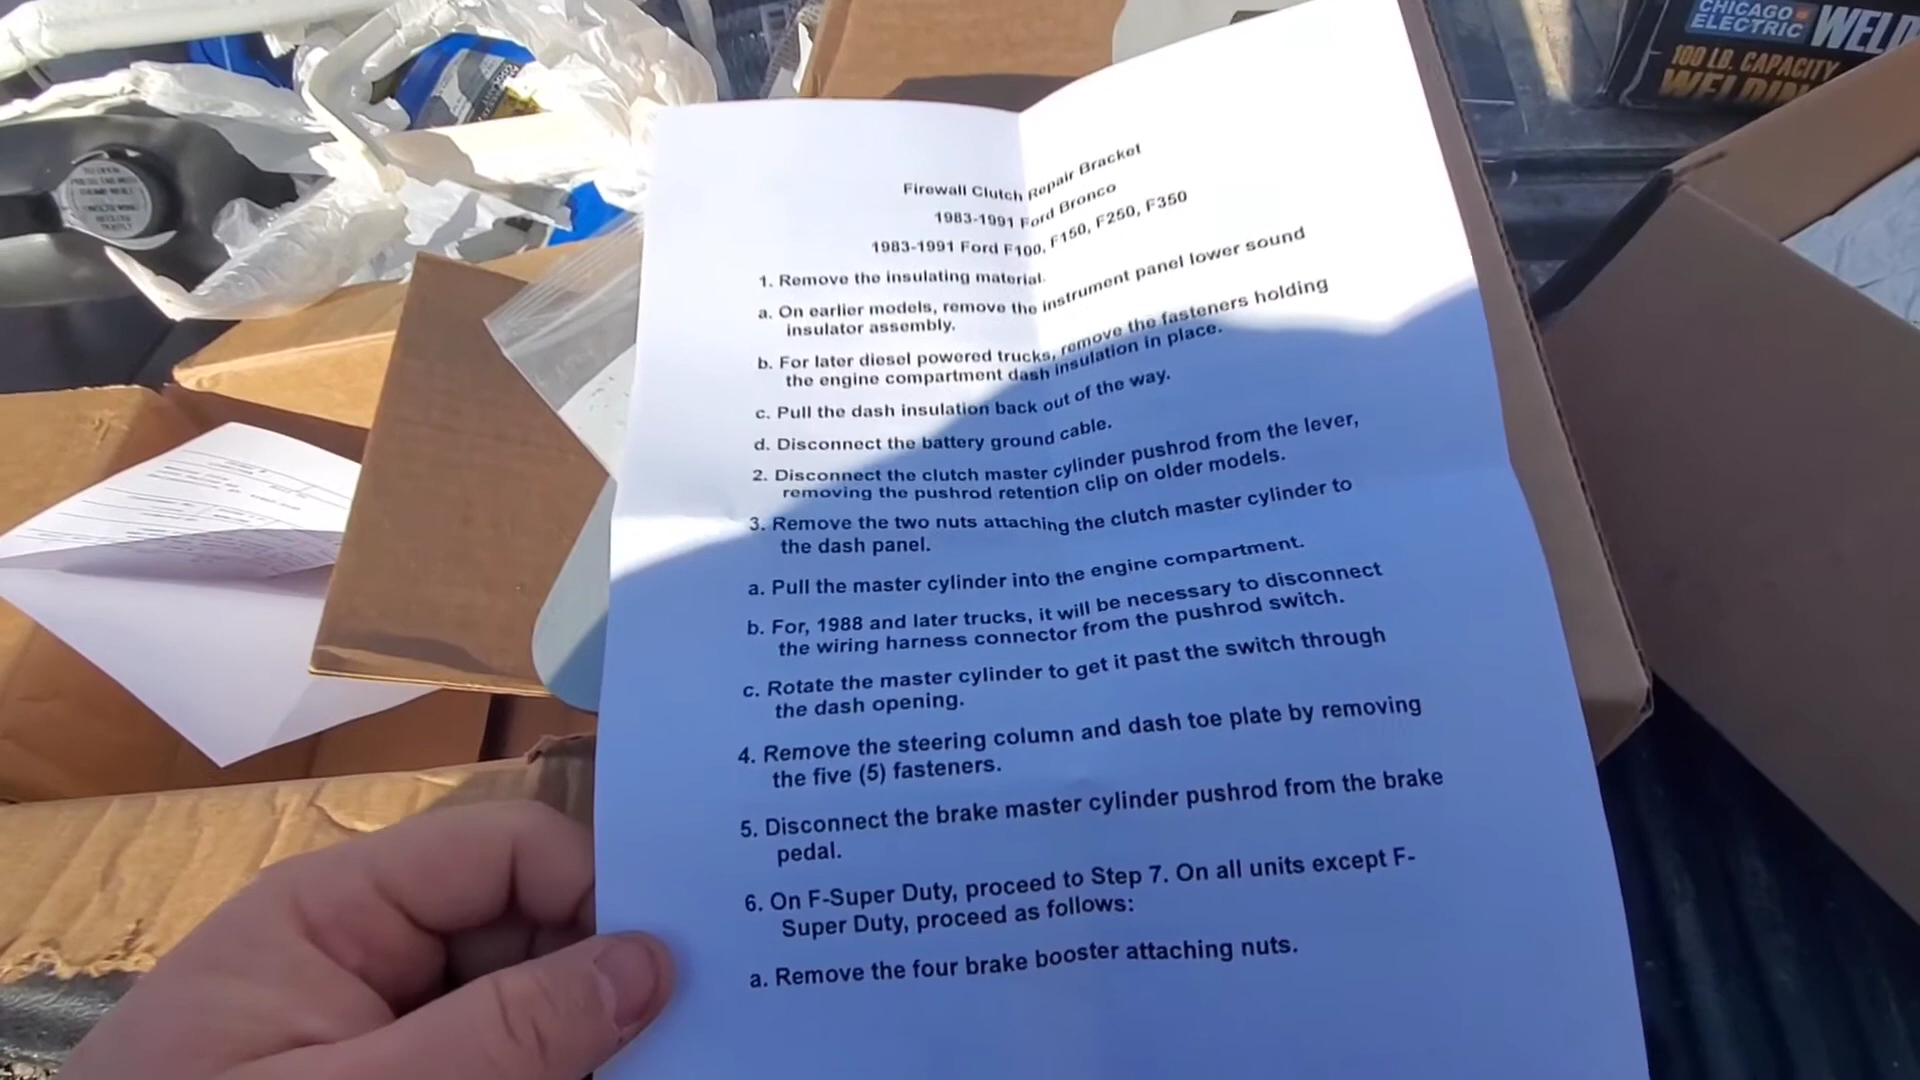 CHICAGO
ELECTRIC
100 LB. CAPACITY
Firewall Clutch Repair Bracket
1983-1991 Ford Bronco
1983-1991 Ford F100, F150, F250, F350
1. Remove the insulating material.
a. On earlier models, remove the instrument panel lower sound
insulator assembly.
b. For later diesel powered trucks, remove the fasteners holding
the engine compartment dash insulation in place.
c. Pull the dash insulation back out of the way.
d. Disconnect the battery ground cable.
2. Disconnect the clutch master cylinder pushrod from the lever,
removing the pushrod retention clip on older models.
3. Remove the two nuts attaching the clutch master cylinder to
the dash panel.
a. Pull the master cylinder into the engine compartment.
b. For, 1988 and later trucks, it will be necessary to disconnect
the wiring harness connector from the pushrod switch.
c. Rotate the master cylinder to get it past the switch through
the dash opening.
4. Remove the steering column and dash toe plate by removing
the five (5) fasteners.
5. Disconnect the brake master cylinder pushrod from the brake
pedal.
6. On F-Super Duty, proceed to Step 7. On all units except F-
Super Duty, proceed as follows:
a. Remove the four brake booster attaching nuts.